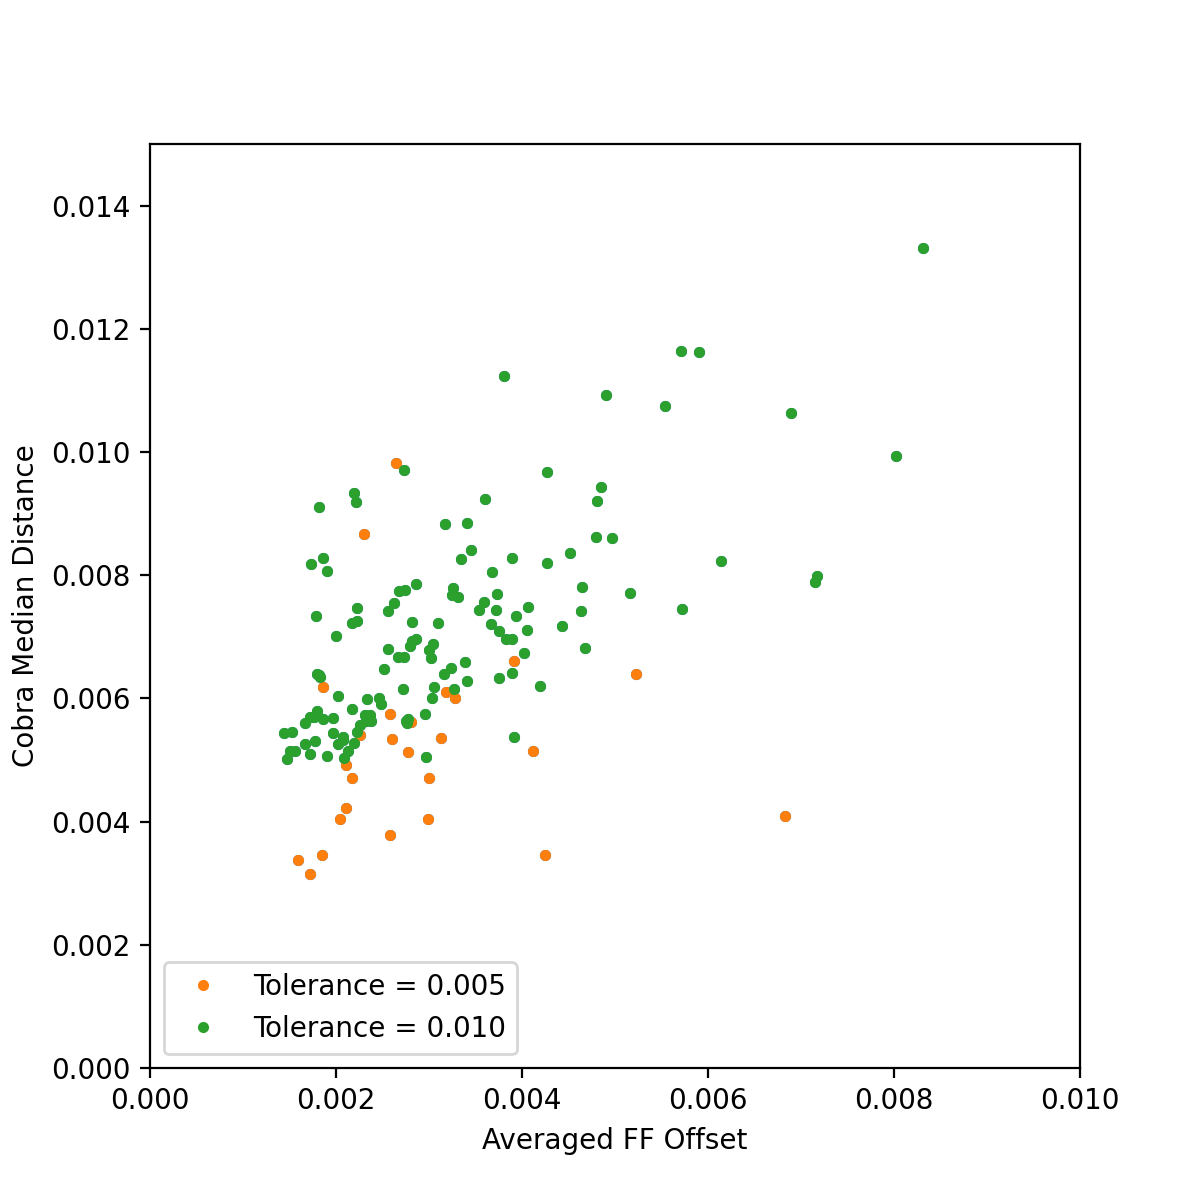 0.014
0.012
0.010
0.008
0.006
0.004
0.002
0.000
Cobra Median Distance
Tolerance = 0.005
Tolerance = 0.010
0.000 0.002 0.004 0.006 0.008 0.010
Averaged FF Offset